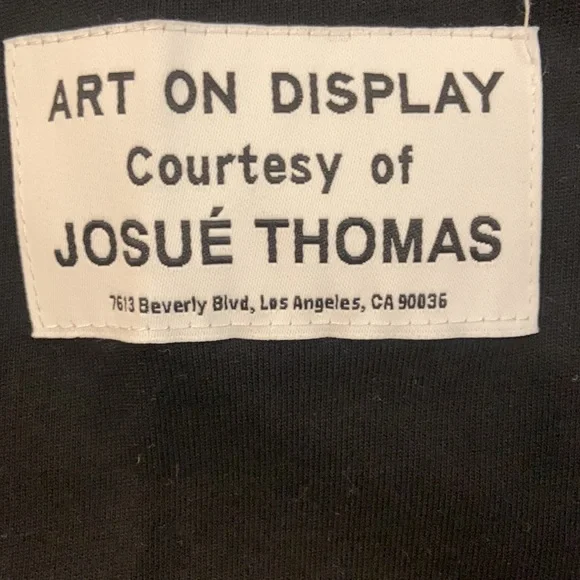 ART ON DISPLAY
Courtesy of
JOSUÉ THOMAS
7613 Beverly Blvd, Los Angeles, CA 90036